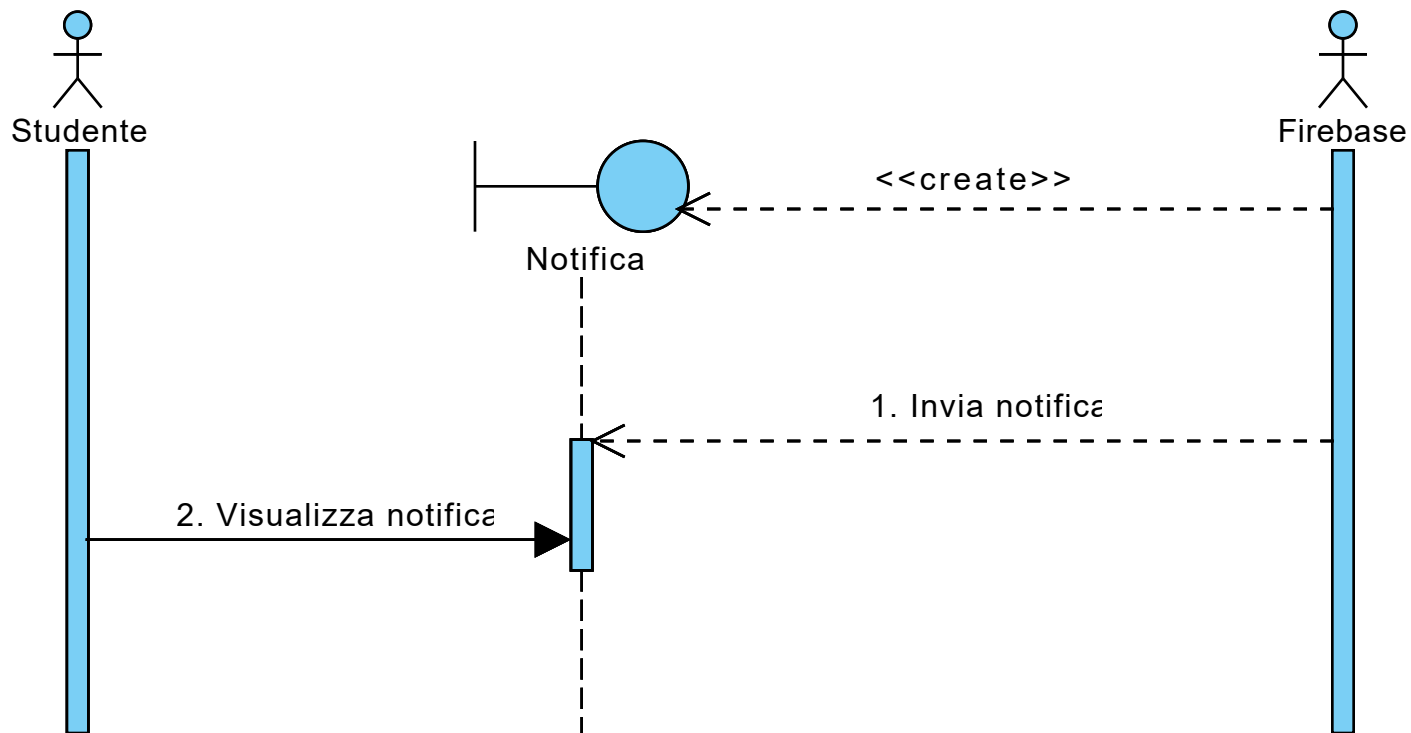 Studente
Firebase
<<create>>
Notifica
1. Invia notifica
2. Visualizza notifica